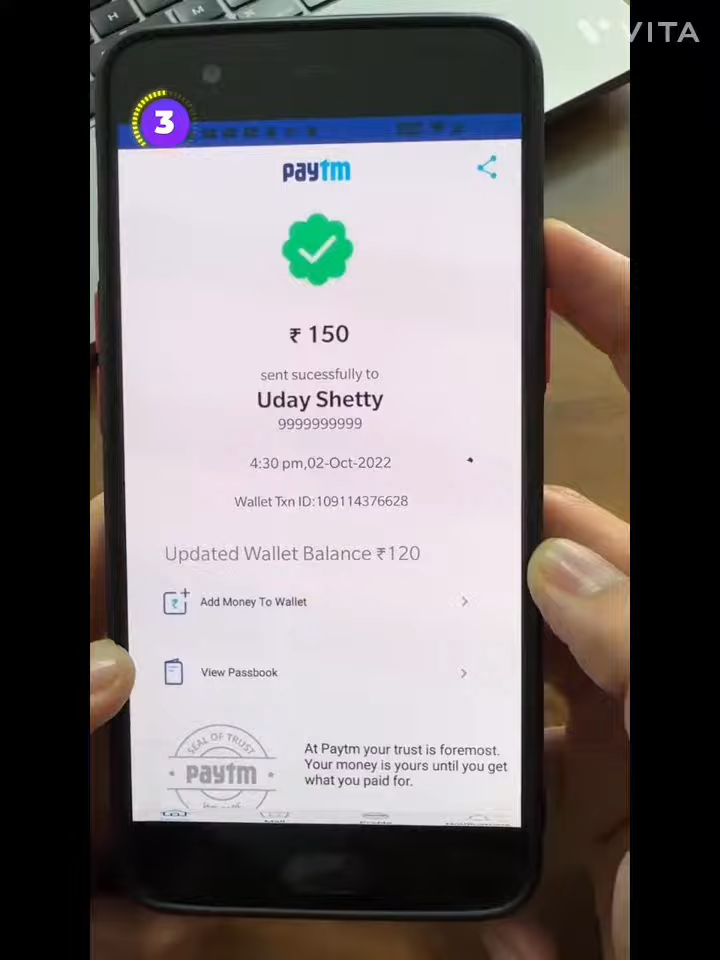 H
VITA
3
paytm
₹ 150
sent sucessfully to
Uday Shetty
9999999999
4:30 pm,02-Oct-2022
Wallet Txn ID:109114376628
Updated Wallet Balance ₹120
Add Money To Wallet
View Passbook
SEAL OF TRUST
paytm
At Paytm your trust is foremost.
Your money is yours until you get
what you paid for.